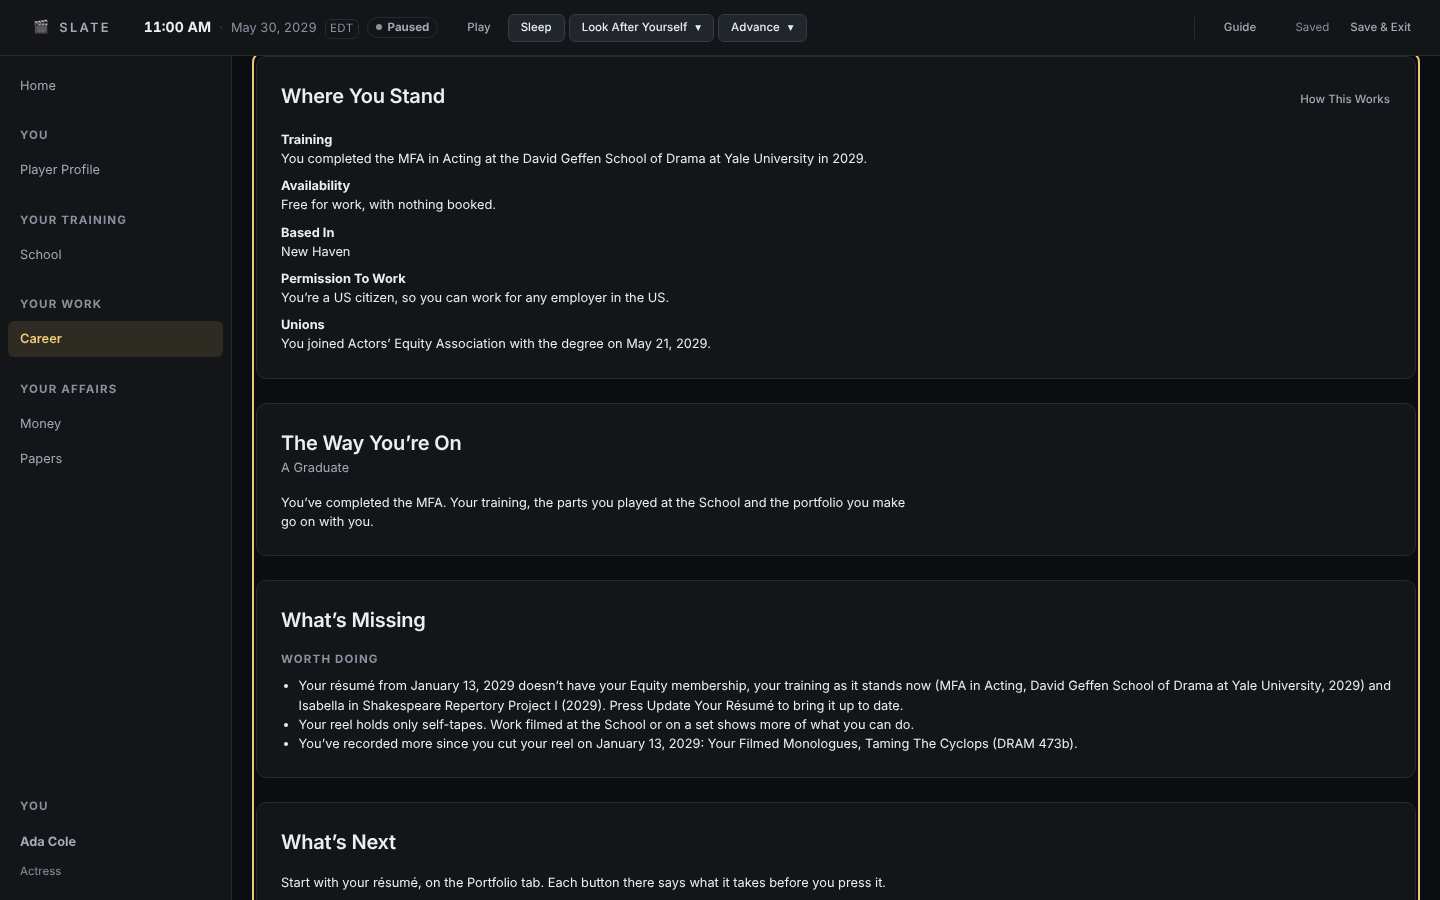 SLATE
11:00 AM · May 30, 2029 EDT Paused
Play
Sleep
Look After Yourself ▾
Advance ▾
Guide
Saved
Save & Exit
Home
YOU
Player Profile
YOUR TRAINING
School
YOUR WORK
Career
YOUR AFFAIRS
Money
Papers
YOU
Ada Cole
Actress
Where You Stand
How This Works
Training
You completed the MFA in Acting at the David Geffen School of Drama at Yale University in 2029.
Availability
Free for work, with nothing booked.
Based In
New Haven
Permission To Work
You’re a US citizen, so you can work for any employer in the US.
Unions
You joined Actors’ Equity Association with the degree on May 21, 2029.
The Way You’re On
A Graduate
You’ve completed the MFA. Your training, the parts you played at the School and the portfolio you make
go on with you.
What’s Missing
WORTH DOING
• Your résumé from January 13, 2029 doesn’t have your Equity membership, your training as it stands now (MFA in Acting, David Geffen School of Drama at Yale University, 2029) and
Isabella in Shakespeare Repertory Project I (2029). Press Update Your Résumé to bring it up to date.
• Your reel holds only self-tapes. Work filmed at the School or on a set shows more of what you can do.
• You’ve recorded more since you cut your reel on January 13, 2029: Your Filmed Monologues, Taming The Cyclops (DRAM 473b).
What’s Next
Start with your résumé, on the Portfolio tab. Each button there says what it takes before you press it.